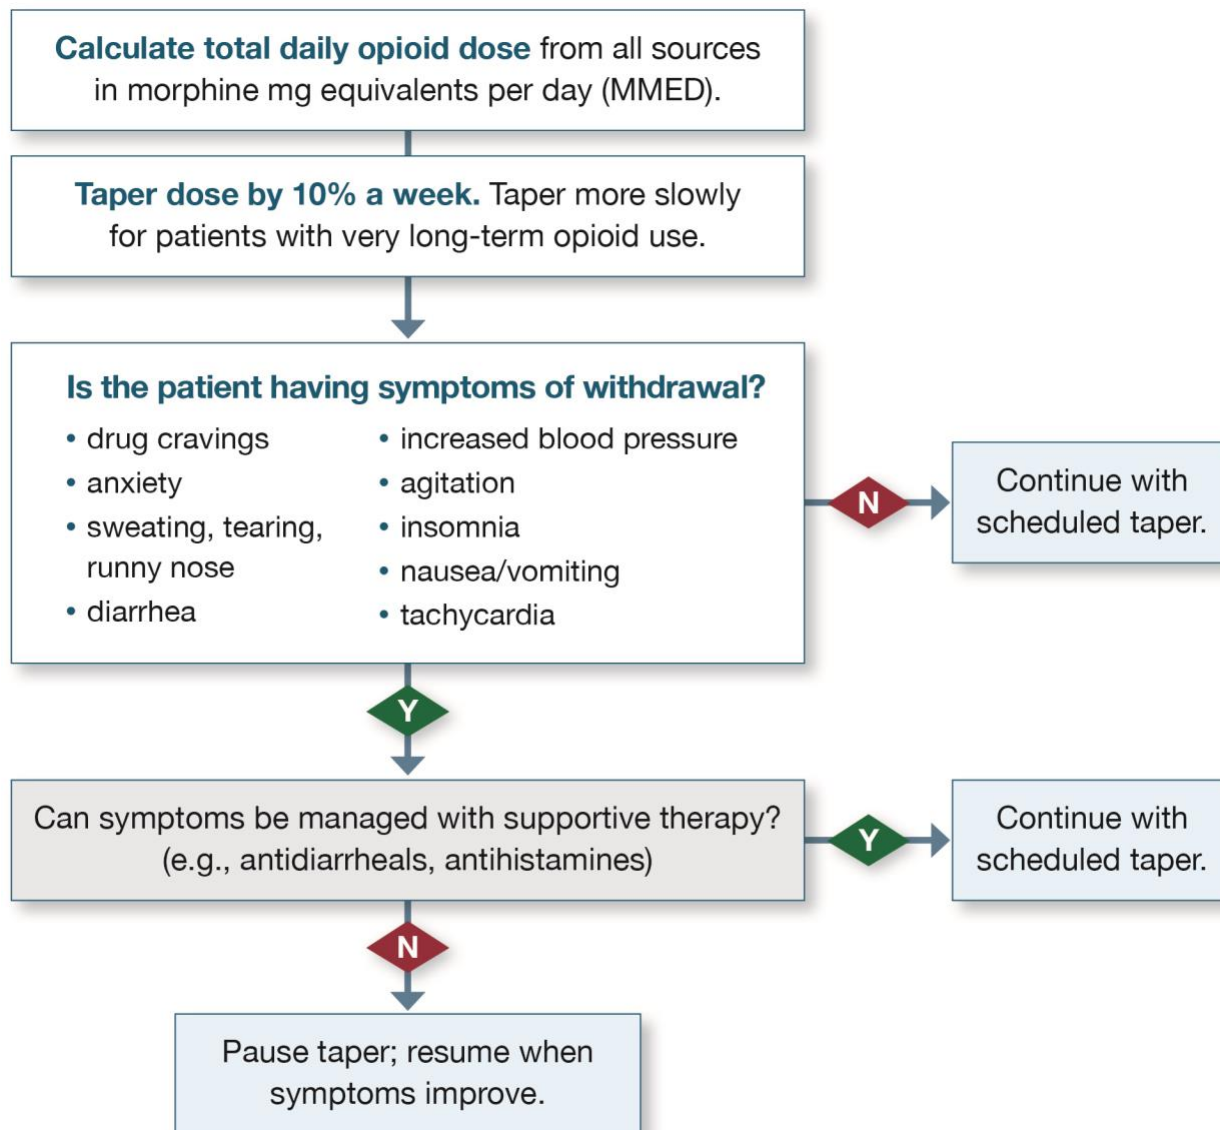 Calculate total daily opioid dose from all sources
in morphine mg equivalents per day (MMED).
Taper dose by 10% a week. Taper more slowly
for patients with very long-term opioid use.
Is the patient having symptoms of withdrawal?
• drug cravings
• anxiety
• sweating, tearing,
runny nose
• diarrhea
• increased blood pressure
• agitation
• insomnia
• nausea/vomiting
• tachycardia
N
Continue with
scheduled taper.
Y
Can symptoms be managed with supportive therapy?
(e.g., antidiarrheals, antihistamines)
Y
Continue with
scheduled taper.
N
Pause taper; resume when
symptoms improve.